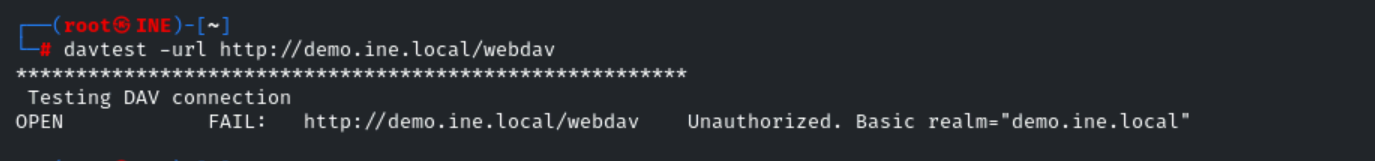 ┌──(root㉿INE)-[~]
└─# davtest -url http://demo.ine.local/webdav
********************************************************
 Testing DAV connection
OPEN		FAIL:	http://demo.ine.local/webdav	Unauthorized. Basic realm="demo.ine.local"